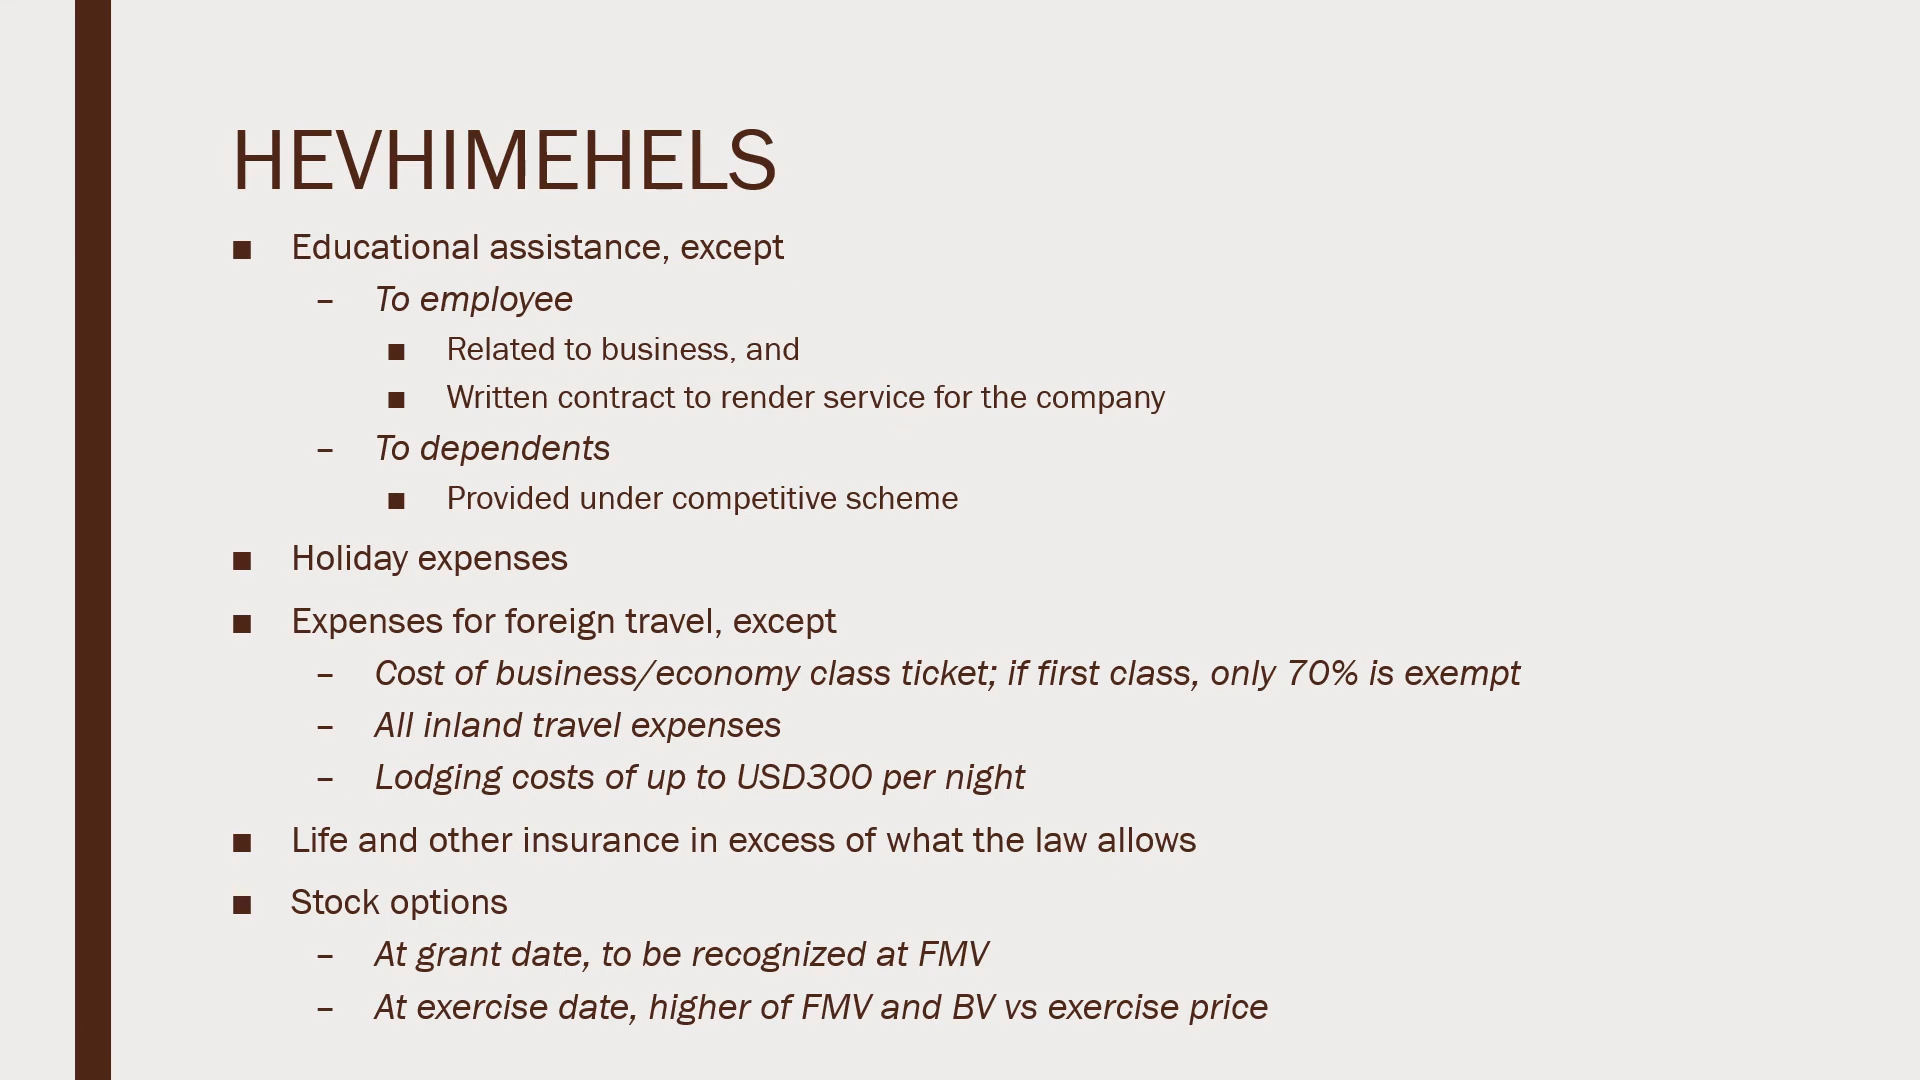 HEVHIMEHELS
■ Educational assistance, except
– To employee
■ Related to business, and
■ Written contract to render service for the company
– To dependents
■ Provided under competitive scheme
■ Holiday expenses
■ Expenses for foreign travel, except
– Cost of business/economy class ticket; if first class, only 70% is exempt
– All inland travel expenses
– Lodging costs of up to USD300 per night
■ Life and other insurance in excess of what the law allows
■ Stock options
– At grant date, to be recognized at FMV
– At exercise date, higher of FMV and BV vs exercise price